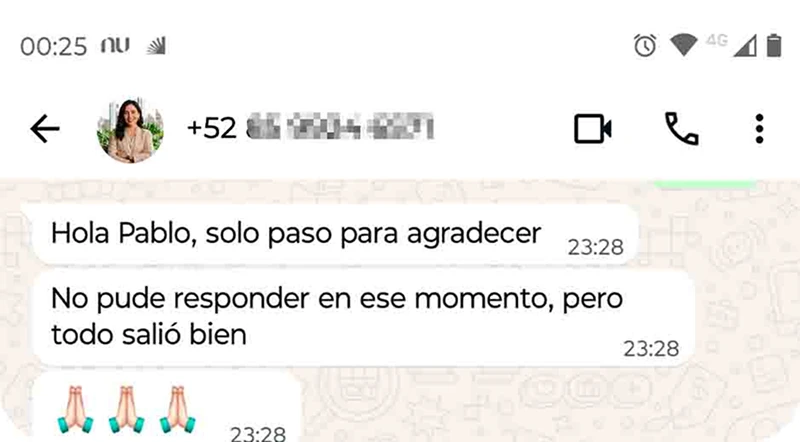 00:25 nu
4G
+52
Hola Pablo, solo paso para agradecer
23:28
No pude responder en ese momento, pero
todo salió bien
23:28
23:28